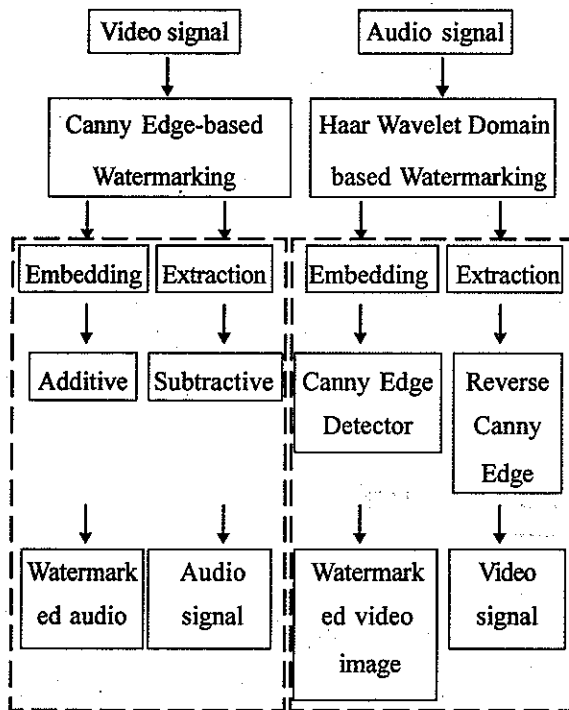 Video signal
Audio signal
Canny Edge-based
Watermarking
Haar Wavelet Domain
based Watermarking
Embedding
Extraction
Embedding
Extraction
Additive
Subtractive
Canny Edge
Detector
Reverse
Canny
Edge
Watermark
ed audio
Audio
signal
Watermark
ed video
image
Video
signal